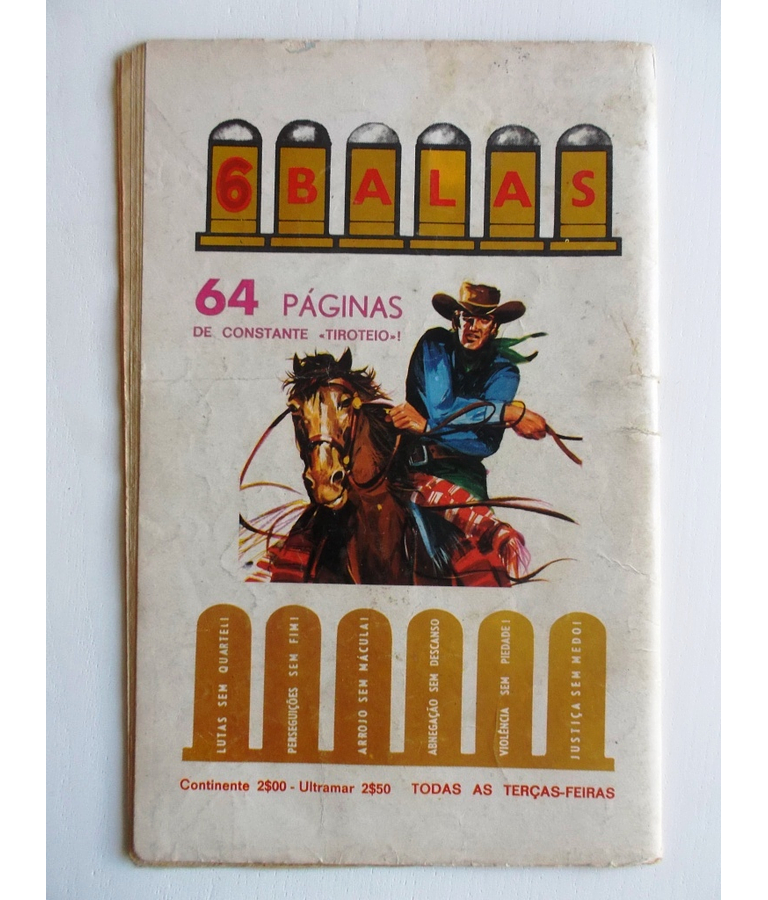 6 BALAS
64 PÁGINAS
DE CONSTANTE «TIROTEIO»!
LUTAS SEM QUARTEL!
PERSEGUIÇÕES SEM FIM!
ARROJO SEM MÁCULA!
ABNEGAÇÃO SEM DESCANSO
VIOLÊNCIA SEM PIEDADE!
JUSTIÇA SEM MEDO!
Continente 2$00 - Ultramar 2$50 TODAS AS TERÇAS-FEIRAS